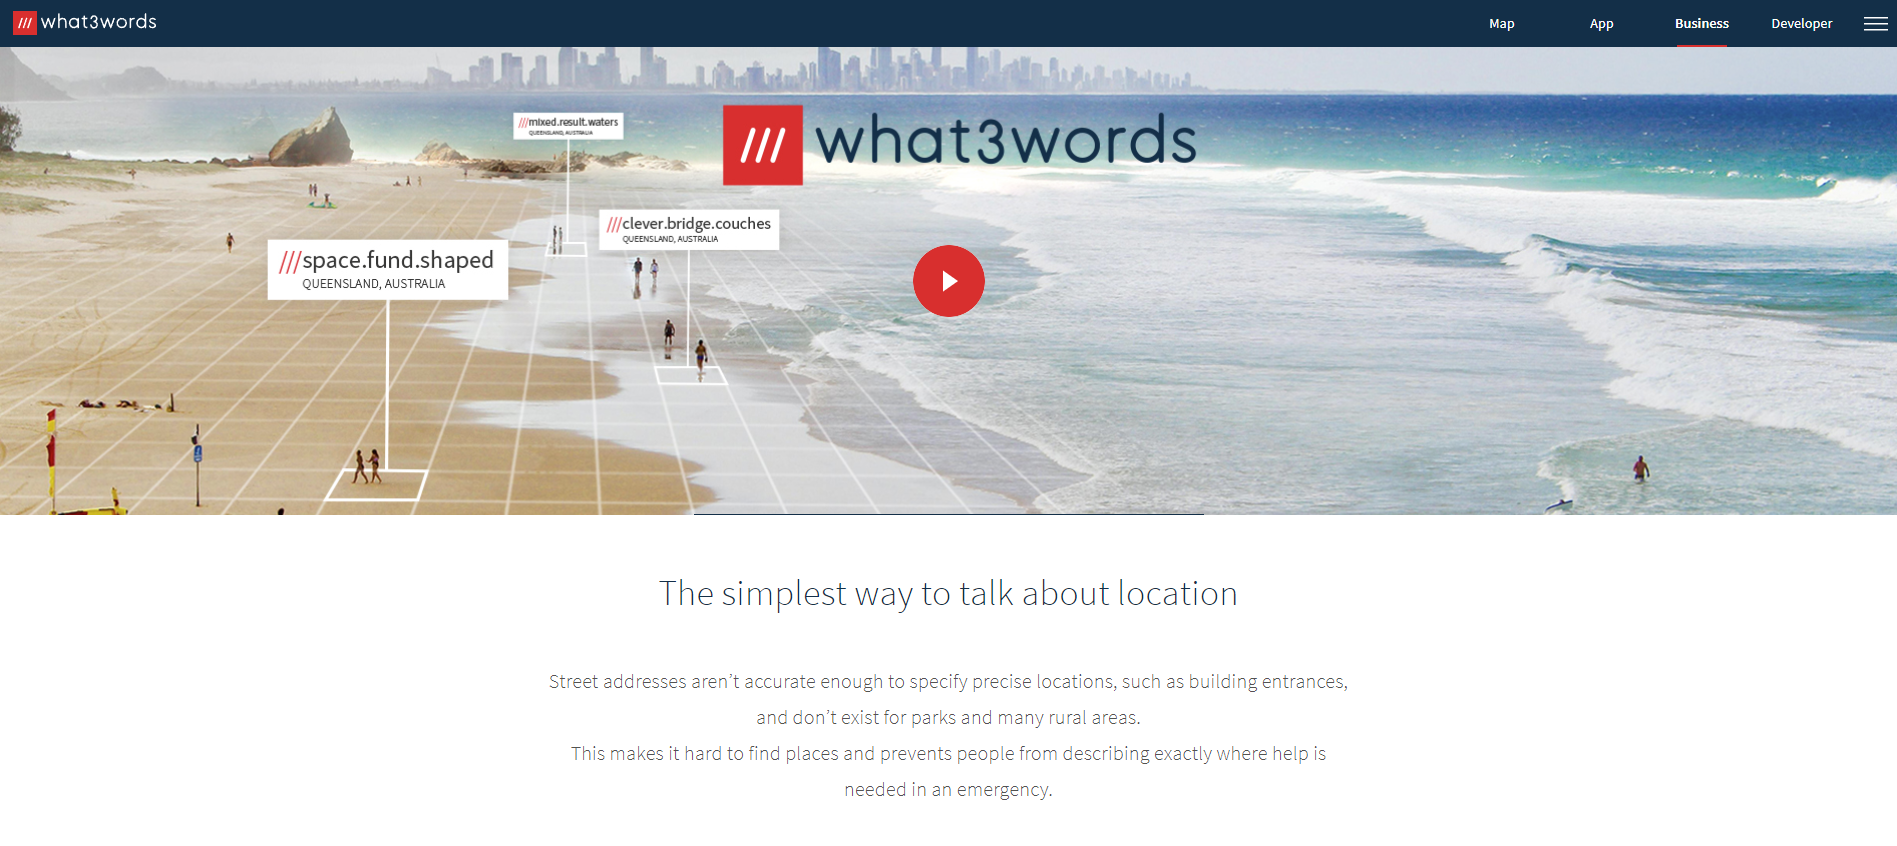 /// what3words
Map
App
Business
Developer
///mixed.result.waters
QUEENSLAND, AUSTRALIA
/// what3words
///clever.bridge.couches
QUEENSLAND, AUSTRALIA
///space.fund.shaped
QUEENSLAND, AUSTRALIA
The simplest way to talk about location
Street addresses aren’t accurate enough to specify precise locations, such as building entrances,
and don’t exist for parks and many rural areas.
This makes it hard to find places and prevents people from describing exactly where help is
needed in an emergency.